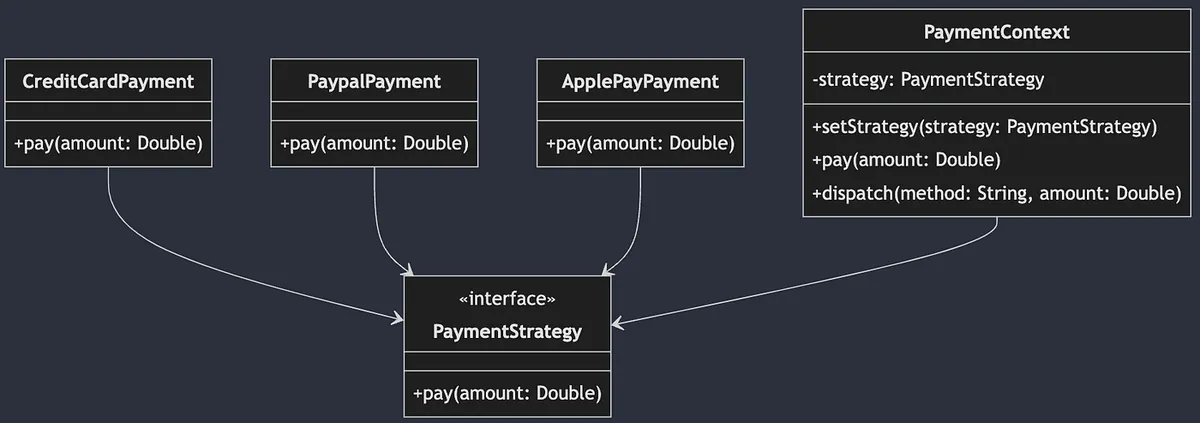 CreditCardPayment
+pay(amount: Double)
PaypalPayment
+pay(amount: Double)
ApplePayPayment
+pay(amount: Double)
PaymentContext
-strategy: PaymentStrategy
+setStrategy(strategy: PaymentStrategy)
+pay(amount: Double)
+dispatch(method: String, amount: Double)
«interface»
PaymentStrategy
+pay(amount: Double)